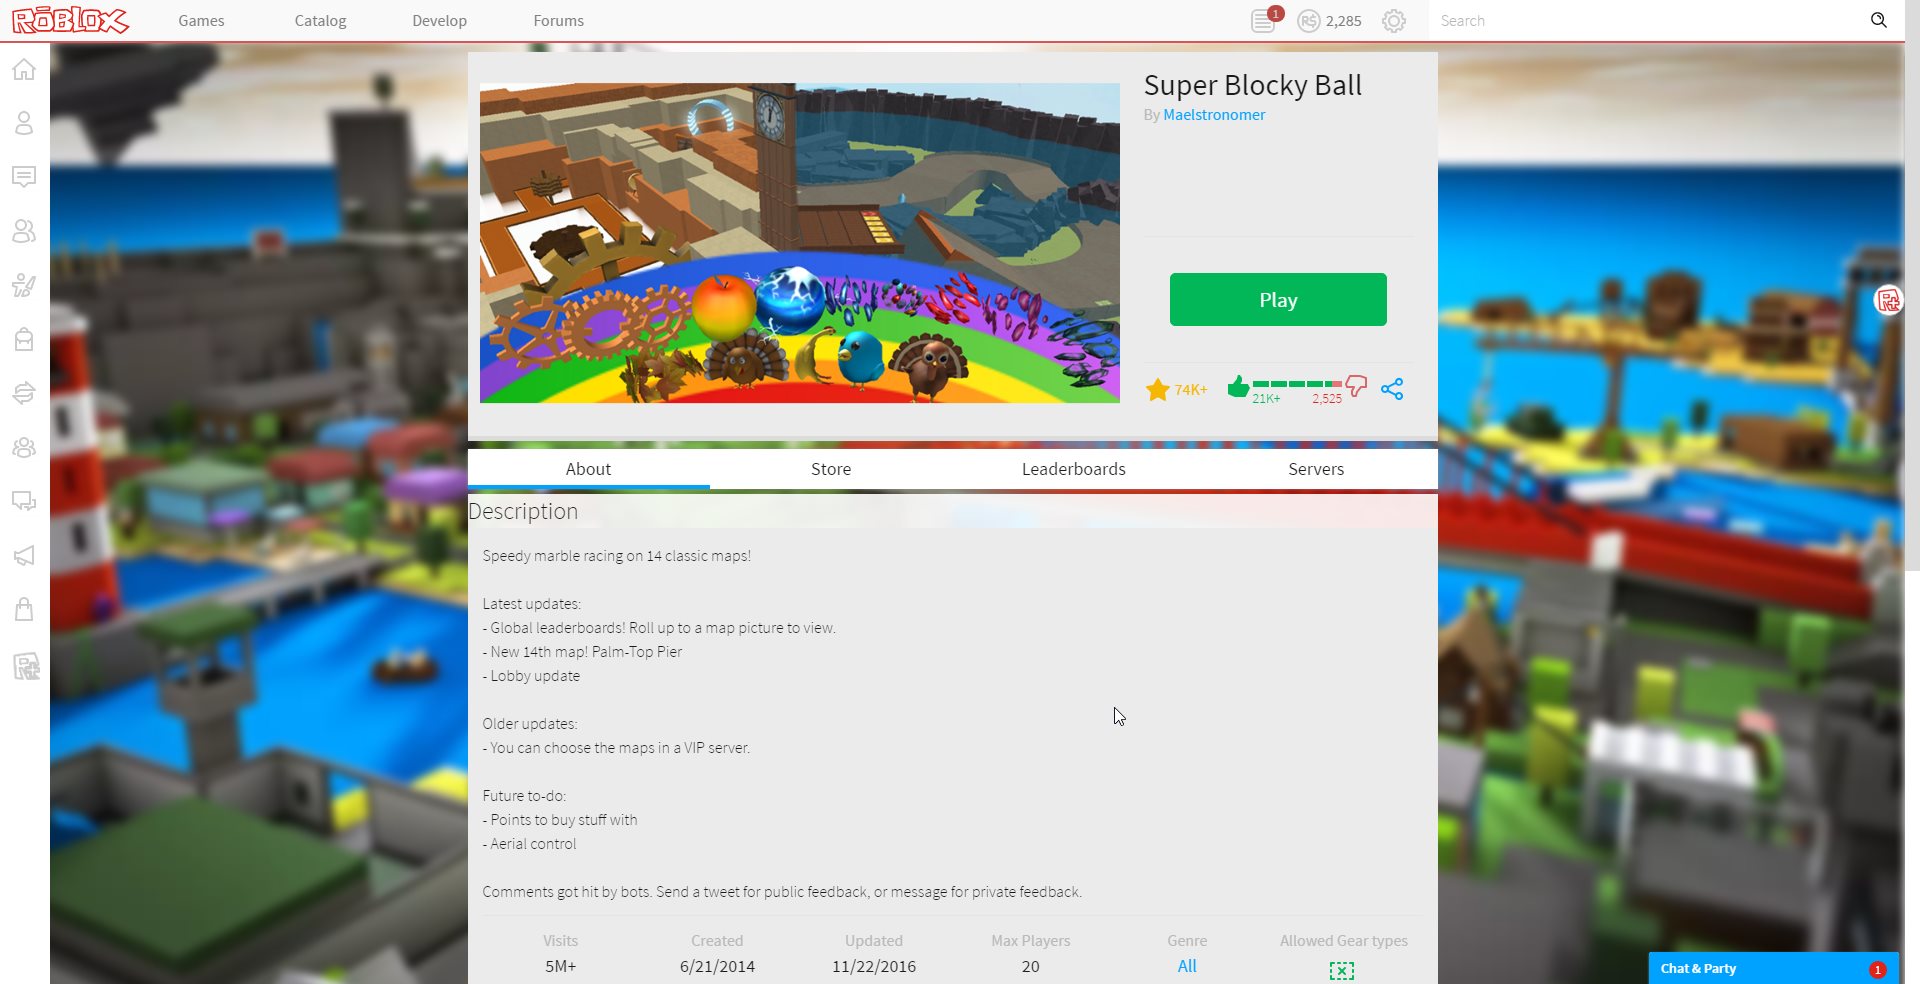 ROBLOX
Games
Catalog
Develop
Forums
1
R$ 2,285
Search
Super Blocky Ball
By Maelstronomer
Play
74K+
21K+
2,525
About
Store
Leaderboards
Servers
Description
Speedy marble racing on 14 classic maps!
Latest updates:
- Global leaderboards! Roll up to a map picture to view.
- New 14th map! Palm-Top Pier
- Lobby update
Older updates:
- You can choose the maps in a VIP server.
Future to-do:
- Points to buy stuff with
- Aerial control
Comments got hit by bots. Send a tweet for public feedback, or message for private feedback.
Visits
Created
Updated
Max Players
Genre
Allowed Gear types
5M+
6/21/2014
11/22/2016
20
All
Chat & Party
1
R+
R+